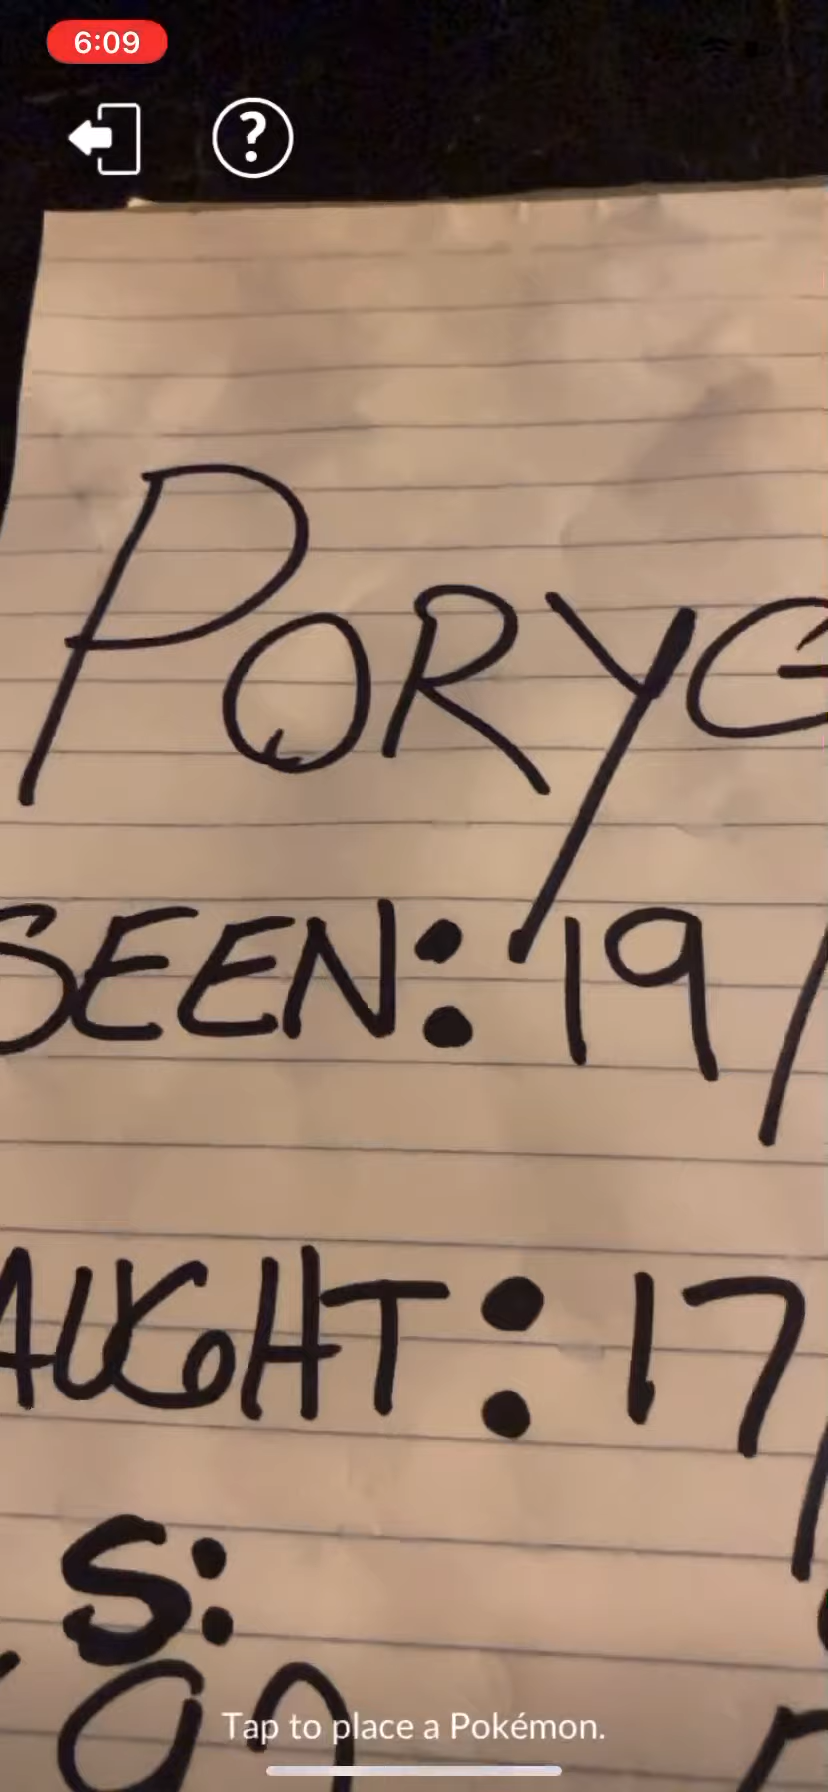 6:09
?
PORYG
SEEN: 19/
AUGHT: 17/
S:
Tap to place a Pokémon.